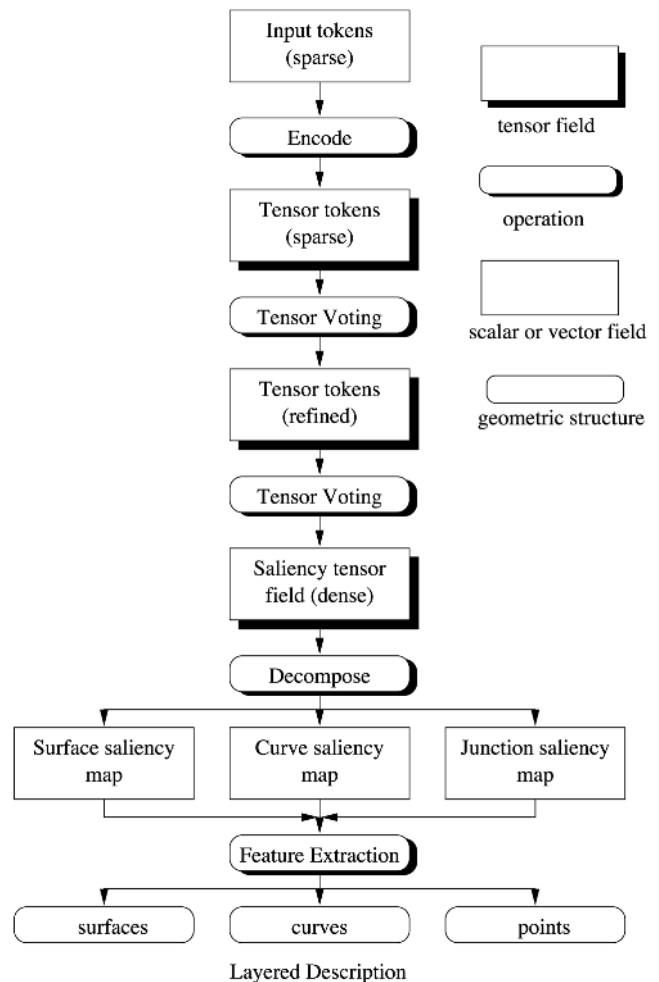 Input tokens
(sparse)
Encode
Tensor tokens
(sparse)
Tensor Voting
Tensor tokens
(refined)
Tensor Voting
Saliency tensor
field (dense)
Decompose
Surface saliency
map
Curve saliency
map
Junction saliency
map
Feature Extraction
surfaces
curves
points
Layered Description
tensor field
operation
scalar or vector field
geometric structure